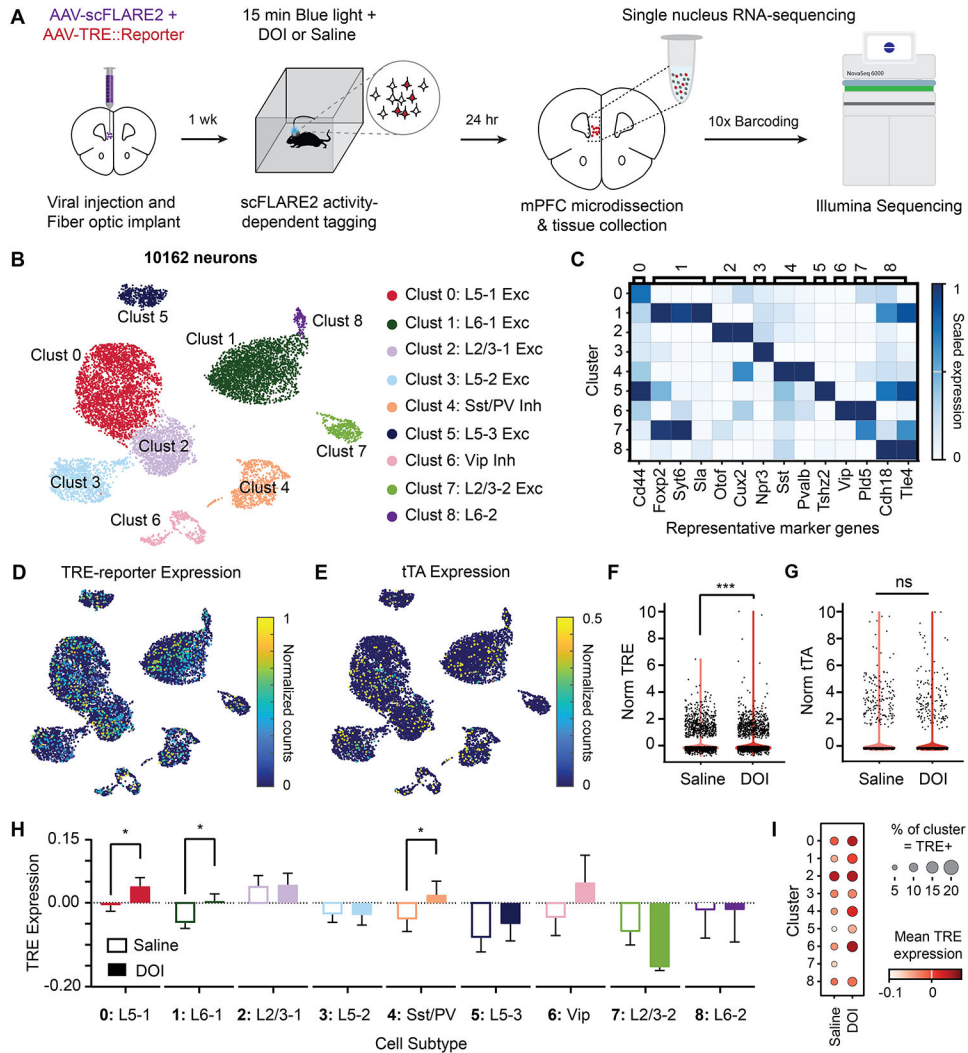 A
AAV-scFLARE2 +
AAV-TRE::Reporter
15 min Blue light +
DOI or Saline
Single nucleus RNA-sequencing
NovaSeq 6000
1 wk
24 hr
10x Barcoding
Viral injection and
Fiber optic implant
scFLARE2 activity-
dependent tagging
mPFC microdissection
& tissue collection
Illumina Sequencing
B
10162 neurons
Clust 5
Clust 8
Clust 1
Clust 0
Clust 2
Clust 7
Clust 3
Clust 4
Clust 6
Clust 0: L5-1 Exc
Clust 1: L6-1 Exc
Clust 2: L2/3-1 Exc
Clust 3: L5-2 Exc
Clust 4: Sst/PV Inh
Clust 5: L5-3 Exc
Clust 6: Vip Inh
Clust 7: L2/3-2 Exc
Clust 8: L6-2
C
0 1 2 3 4 5 6 7 8
Cluster
0
1
2
3
4
5
6
7
8
Cd44 Foxp2 Syt6 Sla Otof Cux2 Npr3 Sst Pvalb Tshz2 Vip Pld5 Cdh18 Tle4
Representative marker genes
1
0
Scaled expression
D
TRE-reporter Expression
1
0
Normalized counts
E
tTA Expression
0.5
0
Normalized counts
F
***
Norm TRE
10
8
6
4
2
0
Saline DOI
G
ns
Norm tTA
10
8
6
4
2
0
Saline DOI
H
TRE Expression
0.15
0.00
-0.20
* * *
Saline
DOI
0: L5-1 1: L6-1 2: L2/3-1 3: L5-2 4: Sst/PV 5: L5-3 6: Vip 7: L2/3-2 8: L6-2
Cell Subtype
I
Cluster
0
1
2
3
4
5
6
7
8
Saline DOI
% of cluster
= TRE+
5 10 15 20
Mean TRE
expression
-0.1 0